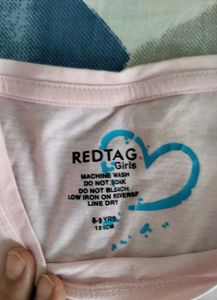 REDTAG
Girls
MACHINE WASH
DO NOT SOAK
DO NOT BLEACH
LOW IRON ON REVERSE
LINE DRY
8-9 YRS